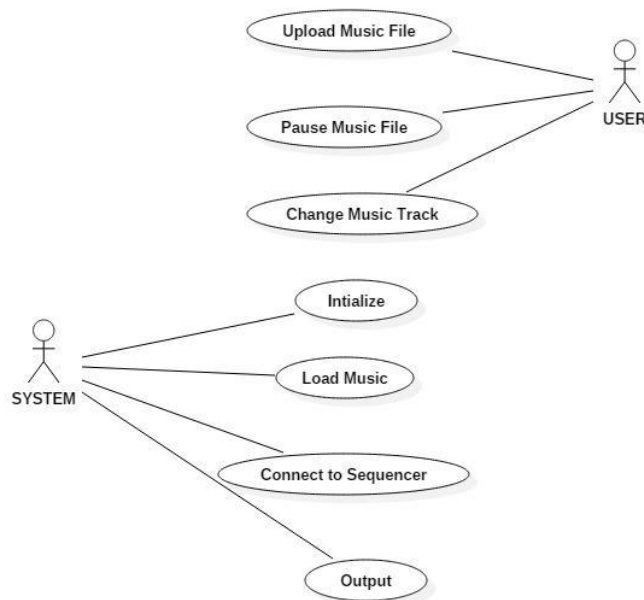 Upload Music File
USER
Pause Music File
Change Music Track
Intialize
SYSTEM
Load Music
Connect to Sequencer
Output